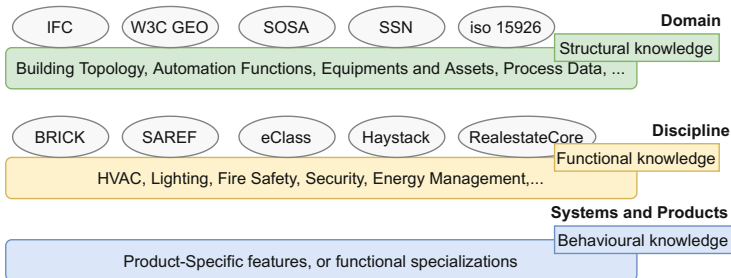 IFC W3C GEO SOSA SSN iso 15926
Domain
Structural knowledge
Building Topology, Automation Functions, Equipments and Assets, Process Data, ...
BRICK SAREF eClass Haystack RealestateCore
Discipline
Functional knowledge
HVAC, Lighting, Fire Safety, Security, Energy Management,...
Systems and Products
Behavioural knowledge
Product-Specific features, or functional specializations